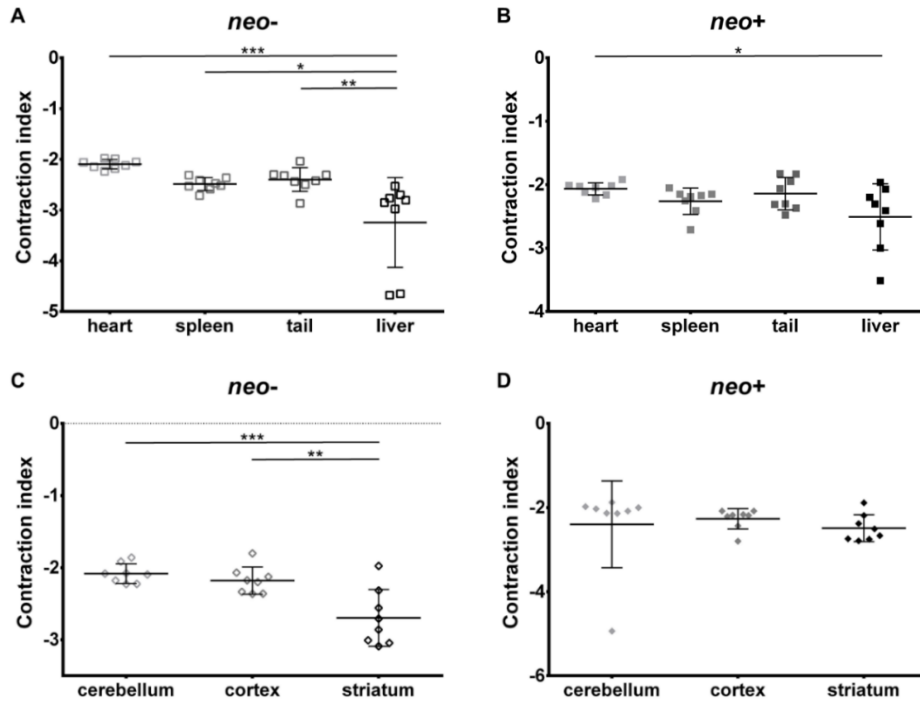 A
neo-
Contraction index
0
-1
-2
-3
-4
-5
***
*
**
heart spleen tail liver
B
neo+
Contraction index
0
-1
-2
-3
-4
*
heart spleen tail liver
C
neo-
Contraction index
0
-1
-2
-3
***
**
cerebellum cortex striatum
D
neo+
Contraction index
0
-2
-4
-6
cerebellum cortex striatum